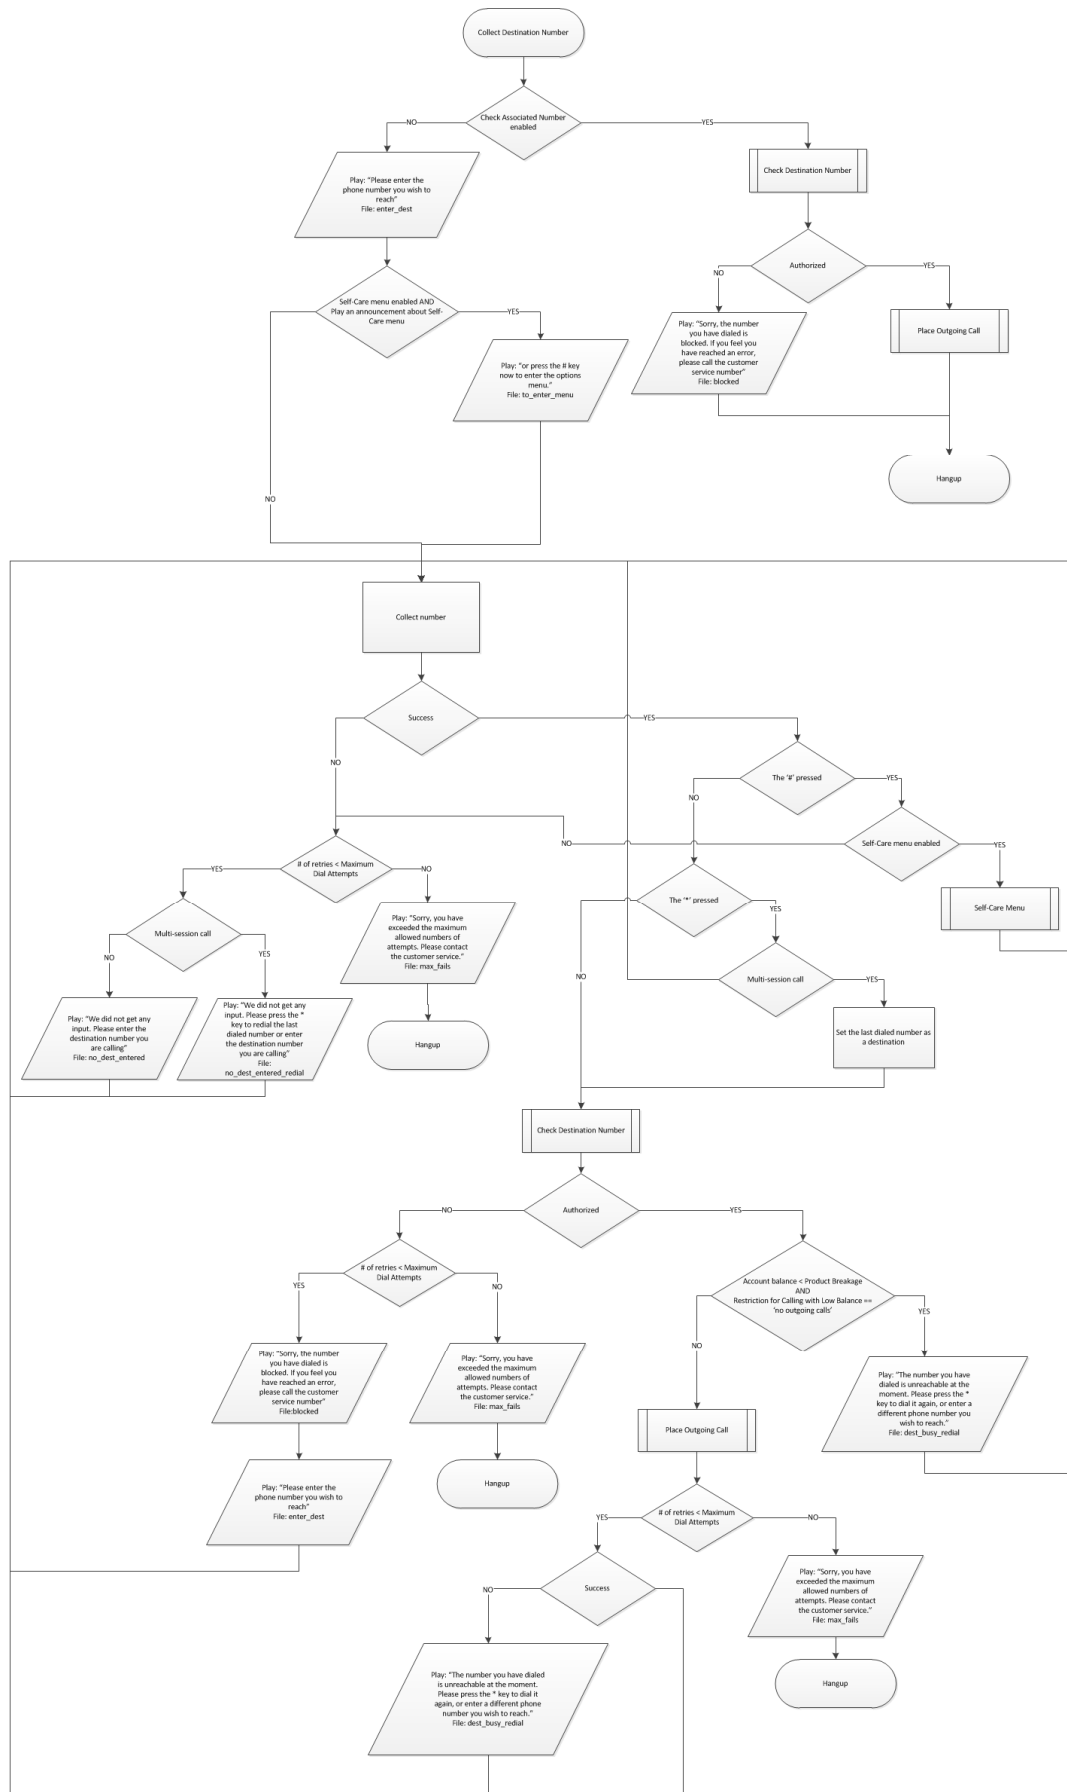 Collect Destination Number
Check Associated Number
enabled
NO
YES
Play: "Please enter the
phone number you wish to
reach"
File: enter_dest
Check Destination Number
Authorized
NO
YES
Self-Care menu enabled AND
Play an announcement about Self-
Care menu
YES
NO
Play: "or press the # key
now to enter the options
menu."
File: to_enter_menu
Play: "Sorry, the number
you have dialed is
blocked. If you feel you
have reached an error,
please call the customer
service number"
File: blocked
Place Outgoing Call
Hangup
Collect number
Success
YES
NO
The '#' pressed
NO
YES
Self-Care menu enabled
NO
YES
Self-Care Menu
# of retries < Maximum
Dial Attempts
YES
NO
Multi-session call
NO
YES
Play: "We did not get any
input. Please enter the
destination number you
are calling"
File: no_dest_entered
Play: "We did not get any
input. Please press the *
key to redial the last
dialed number or enter
the destination number
you are calling"
File:
no_dest_entered_redial
Play: "Sorry, you have
exceeded the maximum
allowed numbers of
attempts. Please contact
the customer service."
File: max_fails
Hangup
The '*' pressed
NO
YES
Multi-session call
YES
Set the last dialed number as
a destination
Check Destination Number
Authorized
NO
YES
# of retries < Maximum
Dial Attempts
YES
NO
Play: "Sorry, the number
you have dialed is
blocked. If you feel you
have reached an error,
please call the customer
service number"
File:blocked
Play: "Please enter the
phone number you wish to
reach"
File: enter_dest
Play: "Sorry, you have
exceeded the maximum
allowed numbers of
attempts. Please contact
the customer service."
File: max_fails
Hangup
Account balance < Product Breakage
AND
Restriction for Calling with Low Balance ==
'no outgoing calls'
NO
YES
Play: "The number you have
dialed is unreachable at the
moment. Please press the *
key to dial it again, or enter a
different phone number you
wish to reach."
File: dest_busy_redial
Place Outgoing Call
# of retries < Maximum
Dial Attempts
YES
NO
Success
NO
Play: "The number you have dialed
is unreachable at the moment.
Please press the * key to dial it
again, or enter a different phone
number you wish to reach."
File: dest_busy_redial
Play: "Sorry, you have
exceeded the maximum
allowed numbers of
attempts. Please contact
the customer service."
File: max_fails
Hangup